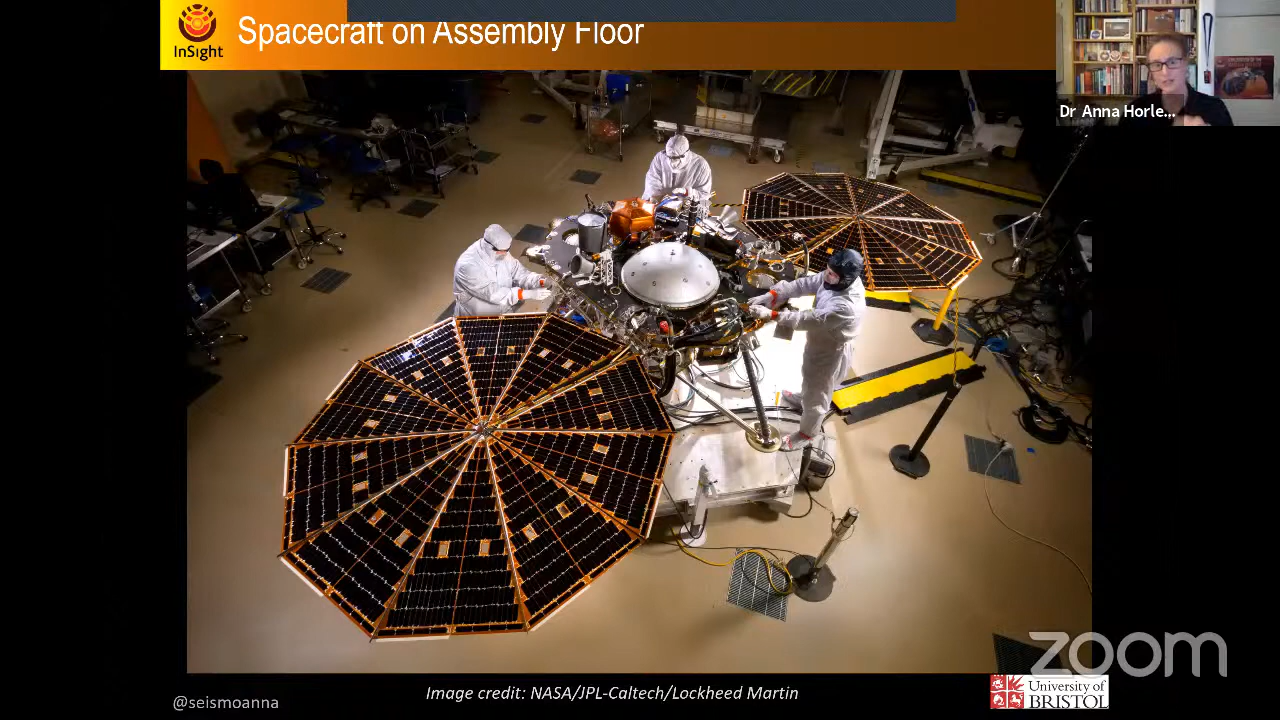 Spacecraft on Assembly Floor
InSight
Dr Anna Horle...
zoom
Image credit: NASA/JPL-Caltech/Lockheed Martin
@seismoanna
University of
BRISTOL